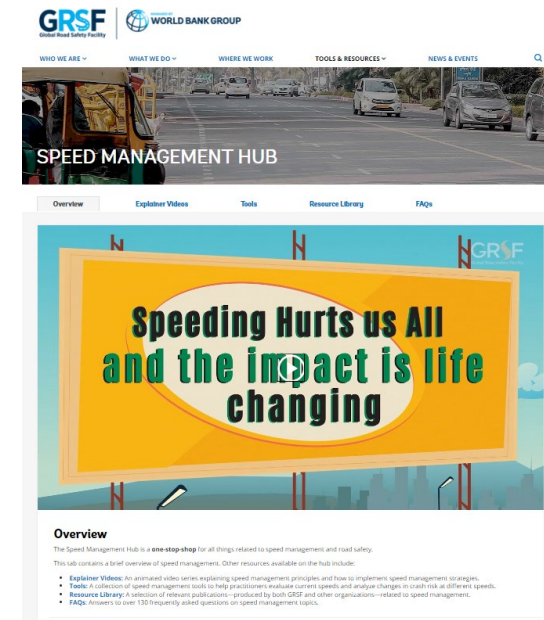 GRSF
Global Road Safety Facility
WORLD BANK GROUP
WHO WE ARE
WHAT WE DO
WHERE WE WORK
TOOLS & RESOURCES
NEWS & EVENTS
SPEED MANAGEMENT HUB
Overview
Explainer Videos
Tools
Resource Library
FAQs
GRSF
Speeding Hurts us All
and the impact is life
changing
Overview
The Speed Management Hub is a one-stop-shop for all things related to speed management and road safety.
This tab contains a brief overview of speed management. Other resources available on the hub include:
Explainer Videos: An animated video series explaining speed management principles and how to implement speed management strategies.
Tools: A collection of speed management tools to help practitioners evaluate current speeds and analyze changes in crash risk at different speeds.
Resource Library: A selection of relevant publications—produced by both GRSF and other organizations—related to speed management.
FAQs: Answers to over 130 frequently asked questions on speed management topics.